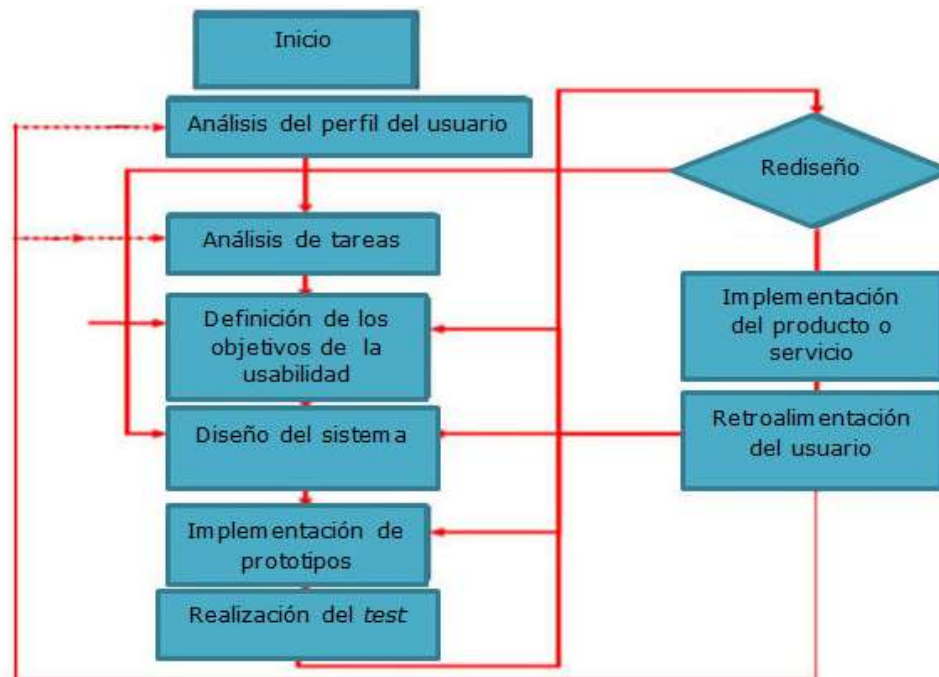 Inicio
Análisis del perfil del usuario
Análisis de tareas
Definición de los
objetivos de la
usabilidad
Diseño del sistema
Implementación de
prototipos
Realización del test
Rediseño
Implementación
del producto o
servicio
Retroalimentación
del usuario